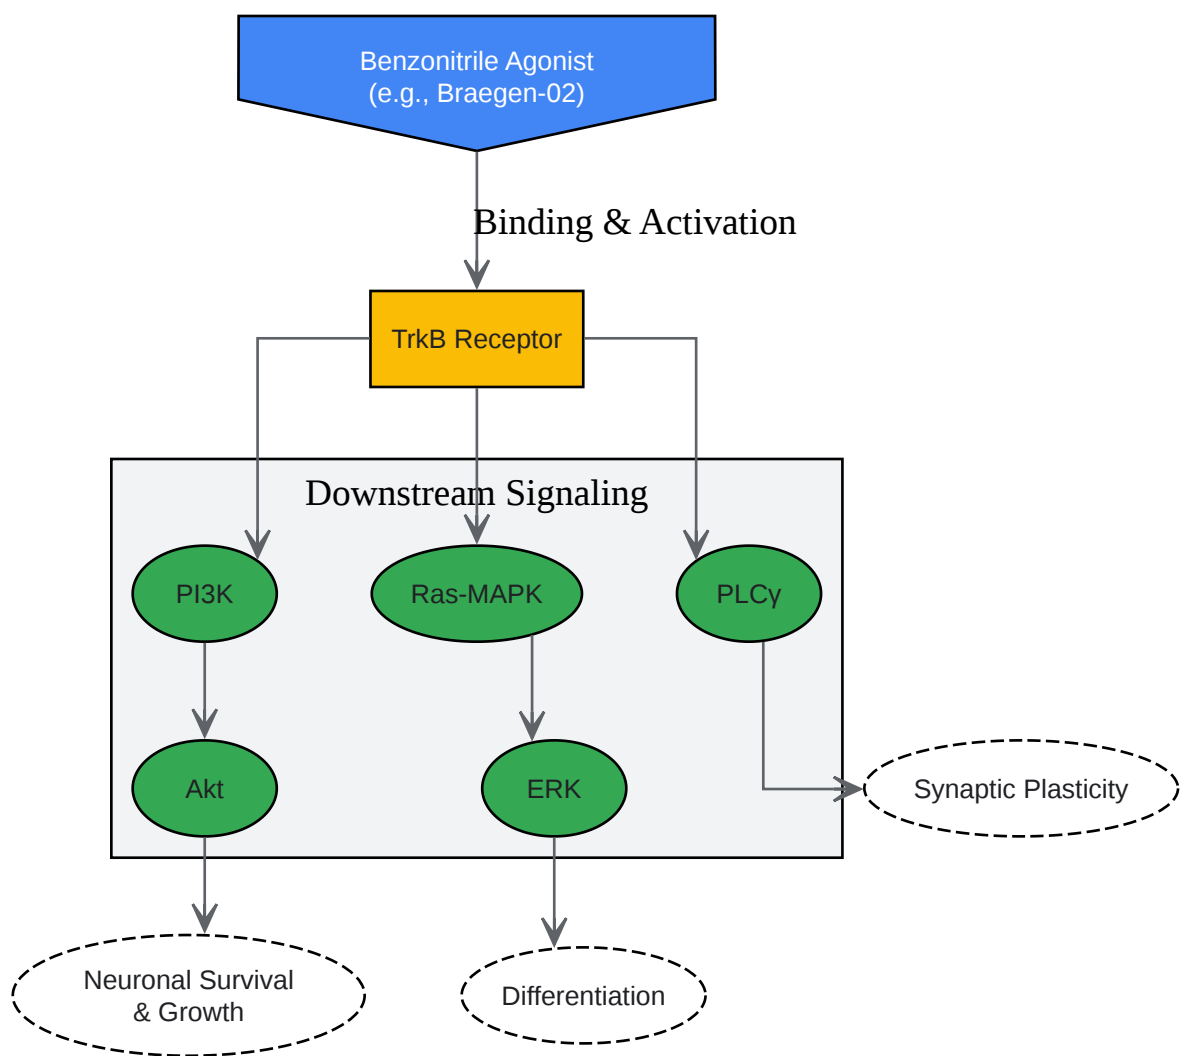 Benzonitrile Agonist
(e.g., Braegen-02)
Binding & Activation
TrkB Receptor
Downstream Signaling
PI3K
Ras-MAPK
PLCγ
Akt
ERK
Synaptic Plasticity
Neuronal Survival
& Growth
Differentiation